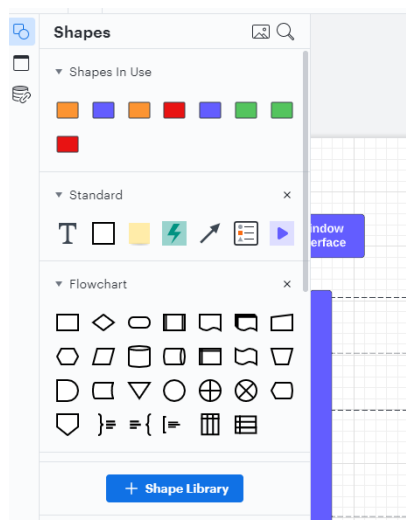 Shapes
Shapes In Use
Standard
T
Flowchart
+ Shape Library